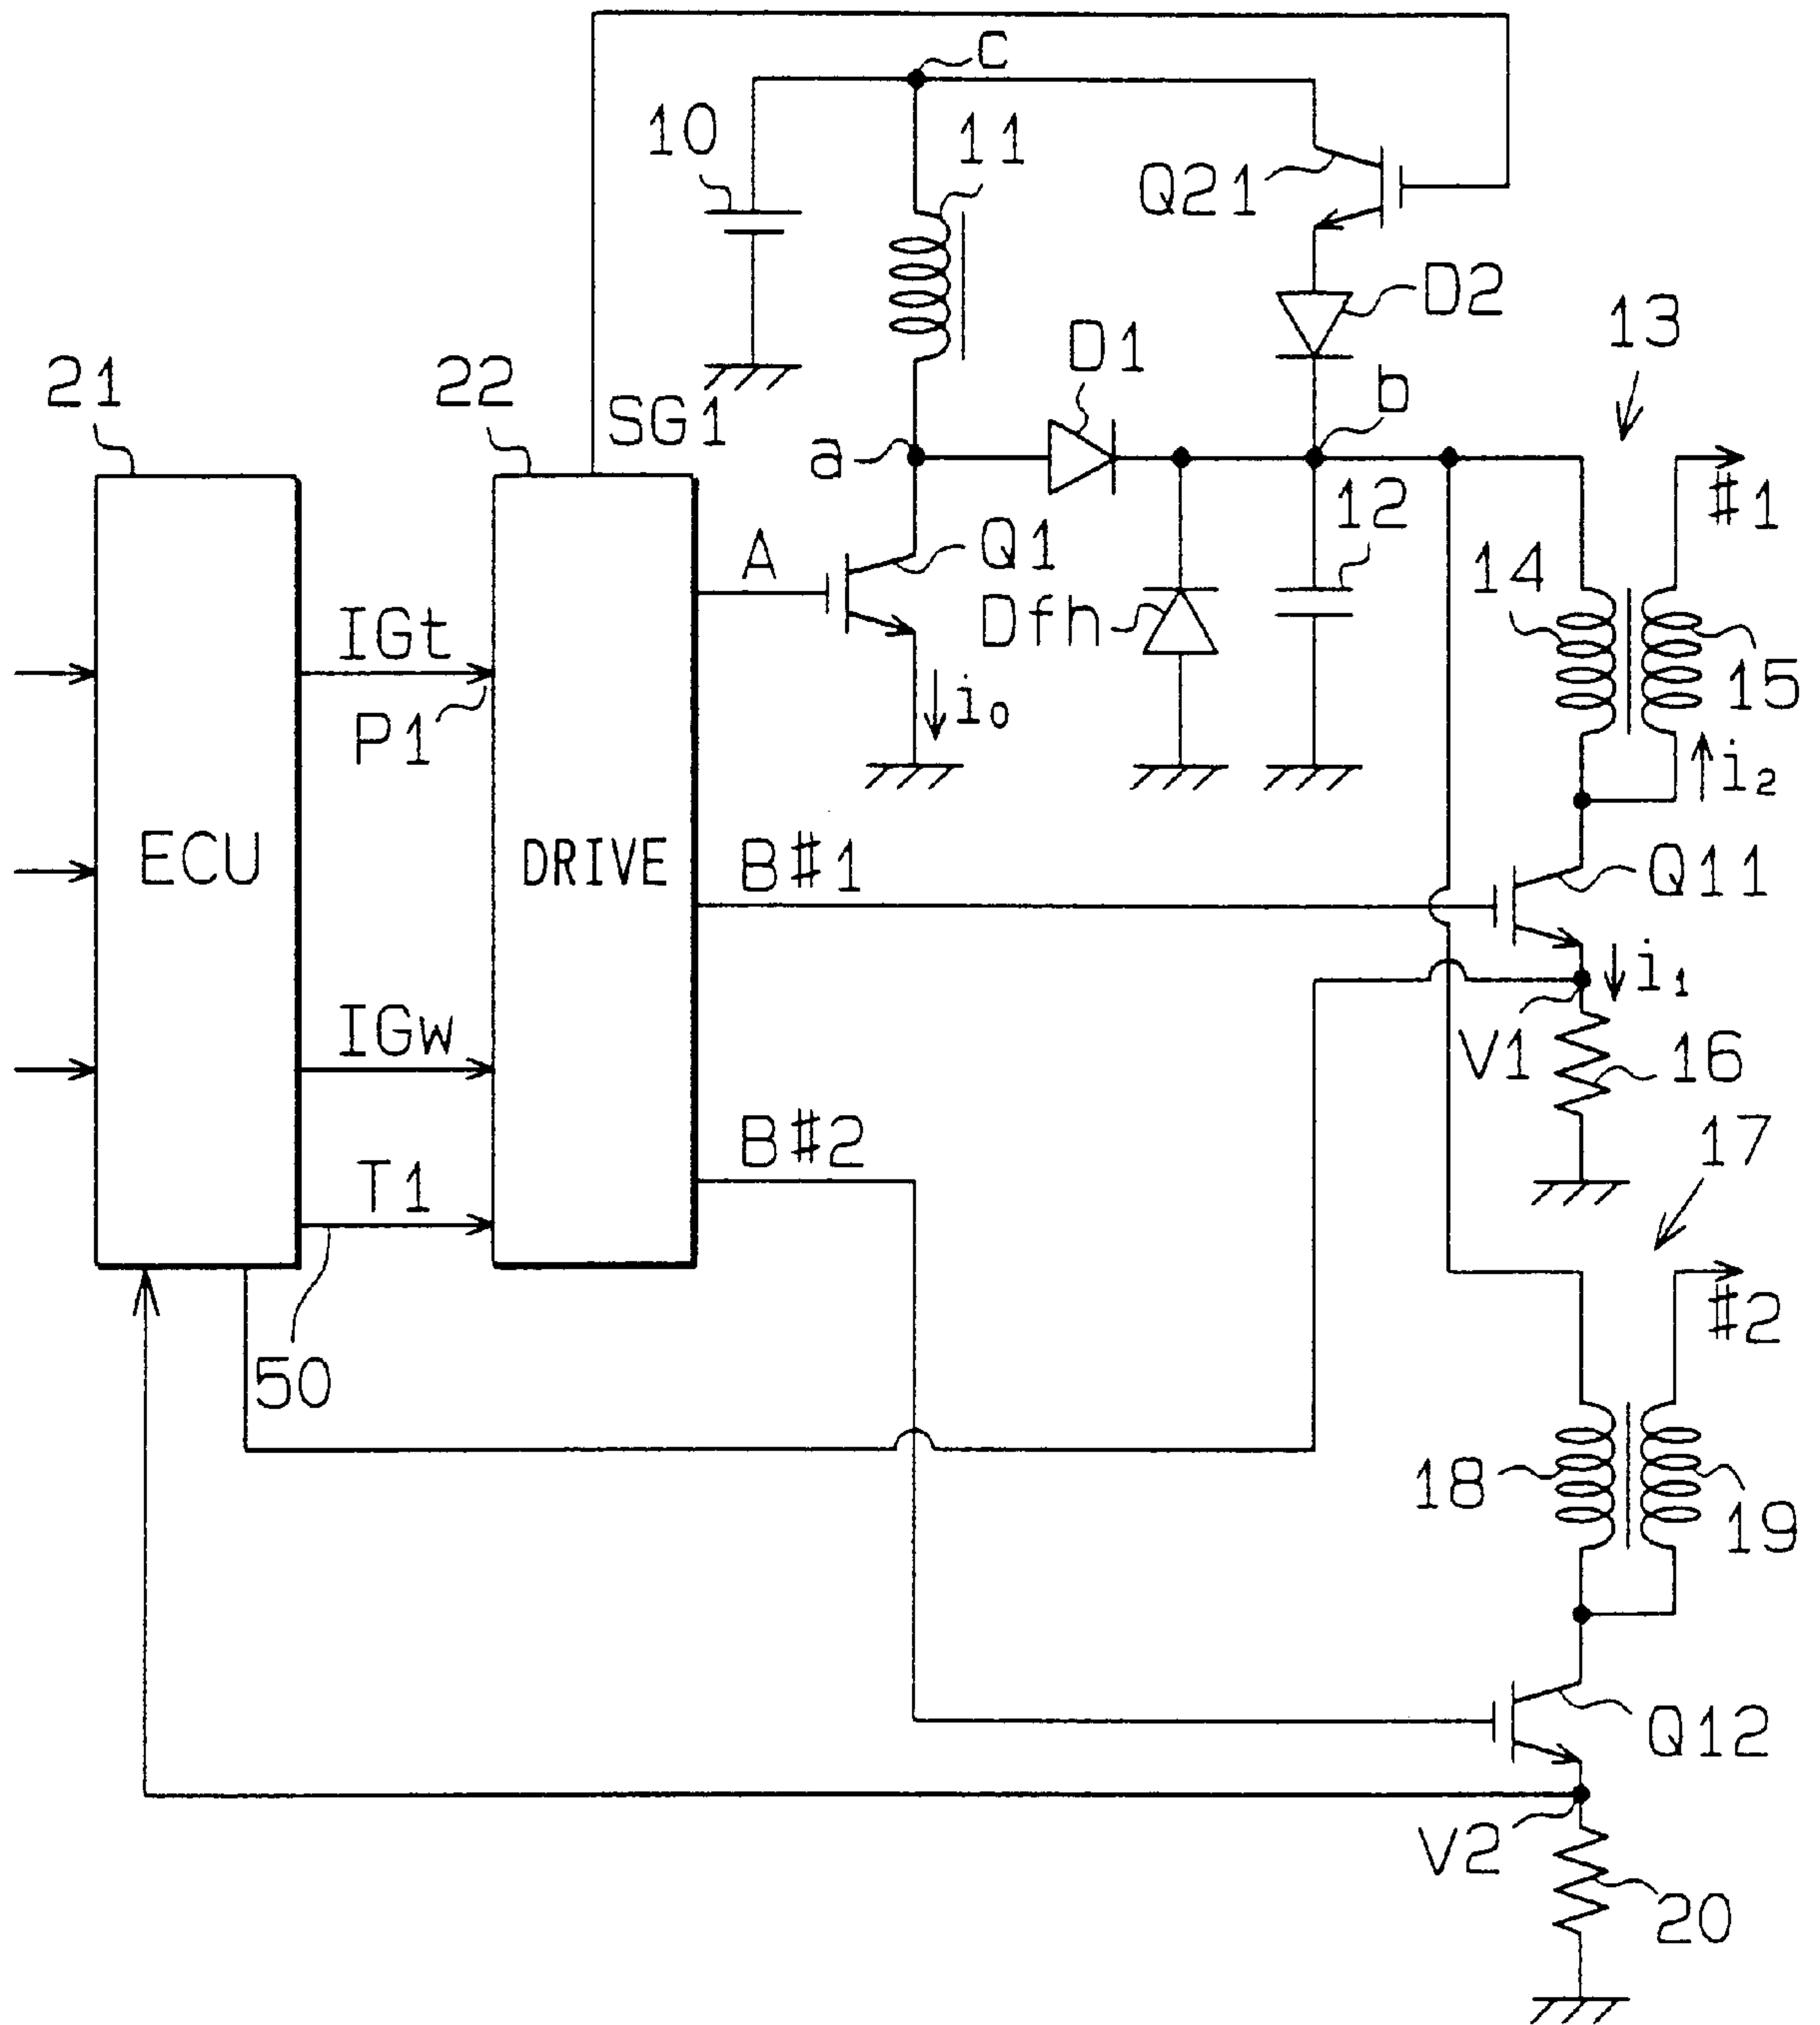 c
10
11
Q21
D2
13
21
22
SG1
D1
b
a
#1
12
A
Q1
14
IGt
Dfh
15
P1
i₀
i₂
ECU
DRIVE
B#1
Q11
i₁
IGw
V1
16
B#2
17
T1
#2
50
18
19
Q12
V2
20